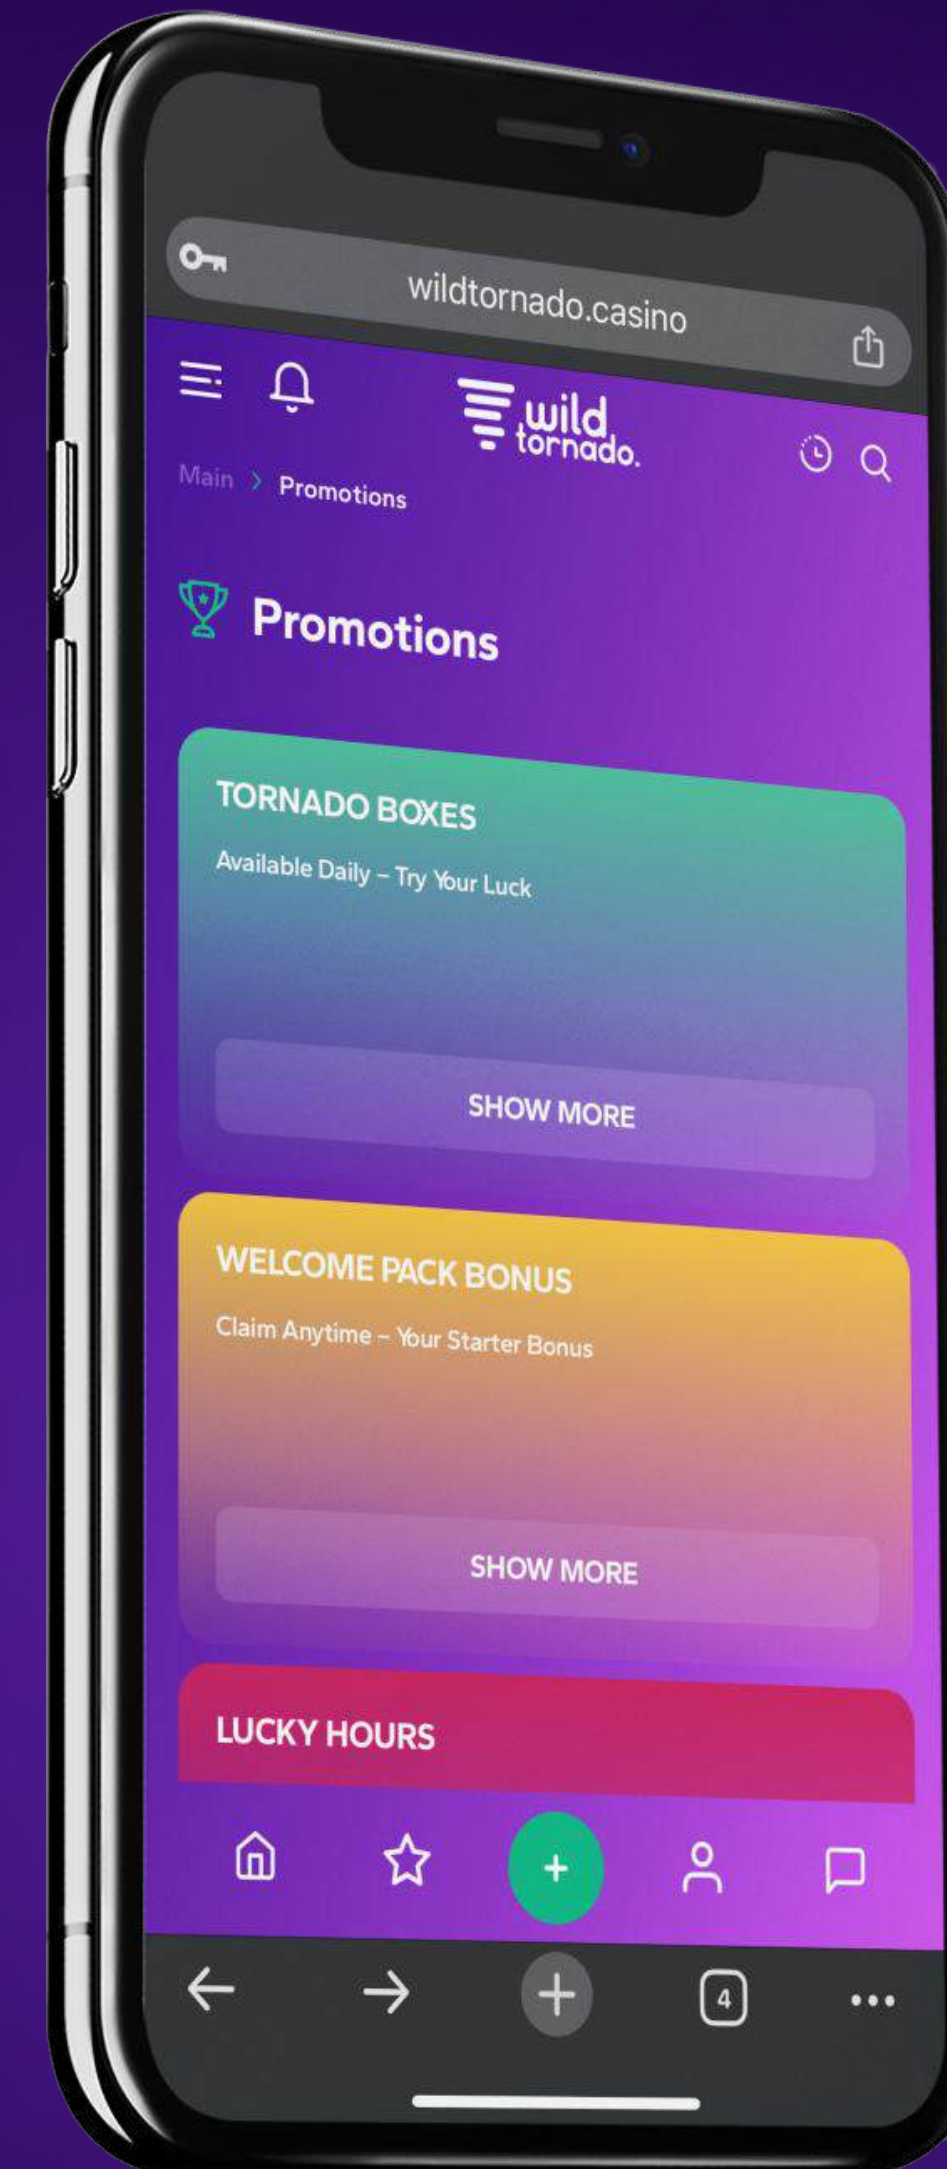 wildtornado.casino
wild
tornado.
Main > Promotions
Promotions
TORNADO BOXES
Available Daily – Try Your Luck
SHOW MORE
WELCOME PACK BONUS
Claim Anytime – Your Starter Bonus
SHOW MORE
LUCKY HOURS
4